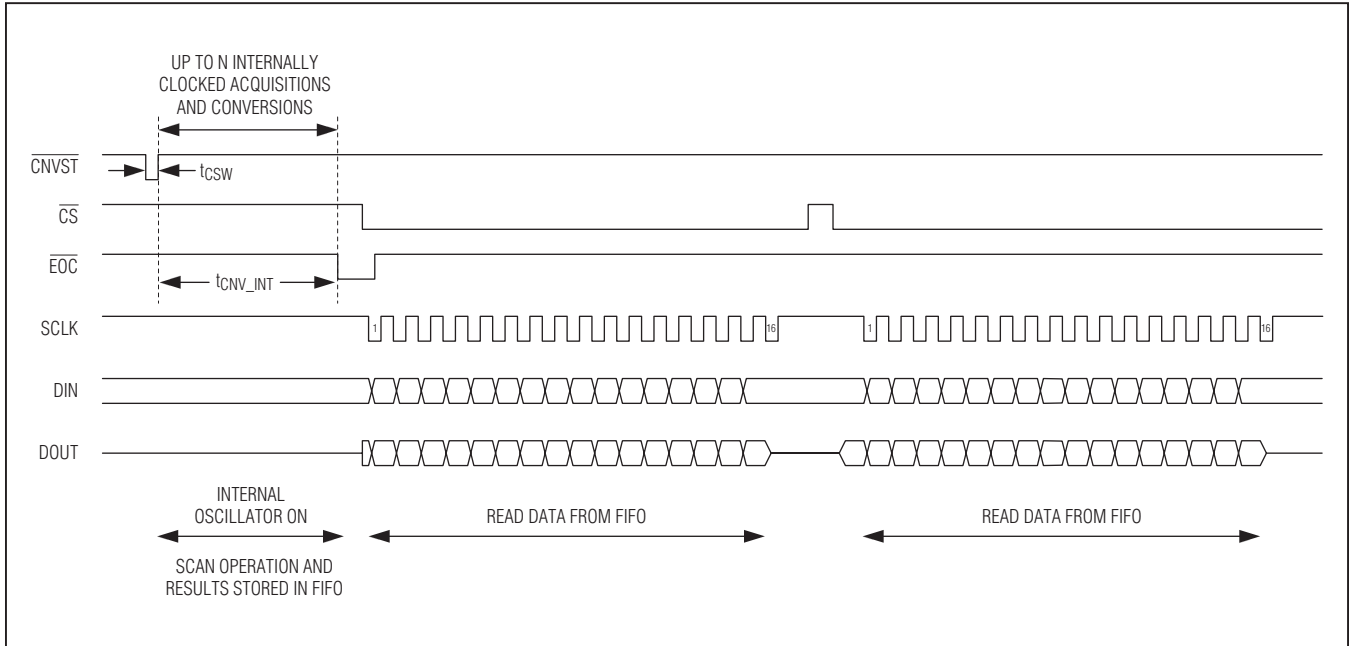 UP TO N INTERNALLY
CLOCKED ACQUISITIONS
AND CONVERSIONS
CNVST
tCSW
CS
EOC
tCNV_INT
SCLK
1
16
1
16
DIN
DOUT
INTERNAL
OSCILLATOR ON
READ DATA FROM FIFO
READ DATA FROM FIFO
SCAN OPERATION AND
RESULTS STORED IN FIFO